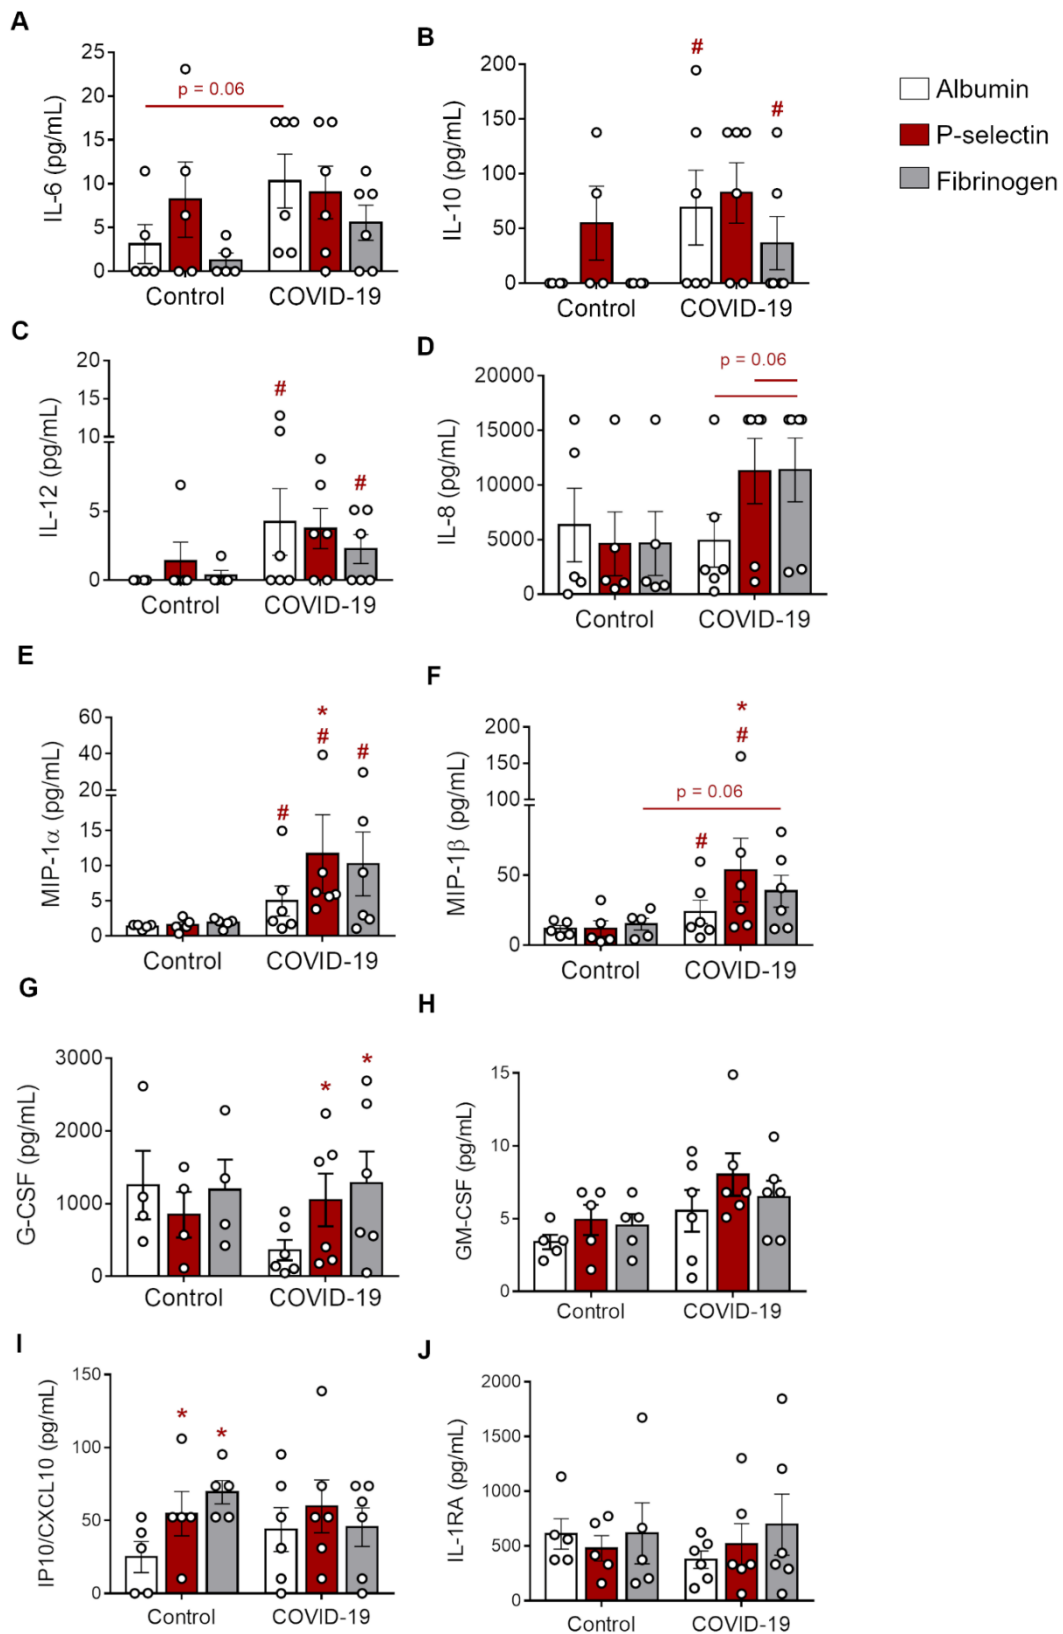 A
IL-6 (pg/mL)
25
20
15
10
5
0
p = 0.06
Control
COVID-19
B
IL-10 (pg/mL)
200
150
100
50
0
#
#
Control
COVID-19
Albumin
P-selectin
Fibrinogen
C
IL-12 (pg/mL)
20
15
10
5
0
#
#
Control
COVID-19
D
IL-8 (pg/mL)
20000
15000
10000
5000
0
p = 0.06
Control
COVID-19
E
MIP-1α (pg/mL)
60
40
20
15
10
5
0
#
*
#
#
Control
COVID-19
F
MIP-1β (pg/mL)
200
150
100
50
0
p = 0.06
#
*
#
Control
COVID-19
G
G-CSF (pg/mL)
3000
2000
1000
0
*
*
Control
COVID-19
H
GM-CSF (pg/mL)
15
10
5
0
Control
COVID-19
I
IP10/CXCL10 (pg/mL)
150
100
50
0
*
*
Control
COVID-19
J
IL-1RA (pg/mL)
2000
1500
1000
500
0
Control
COVID-19